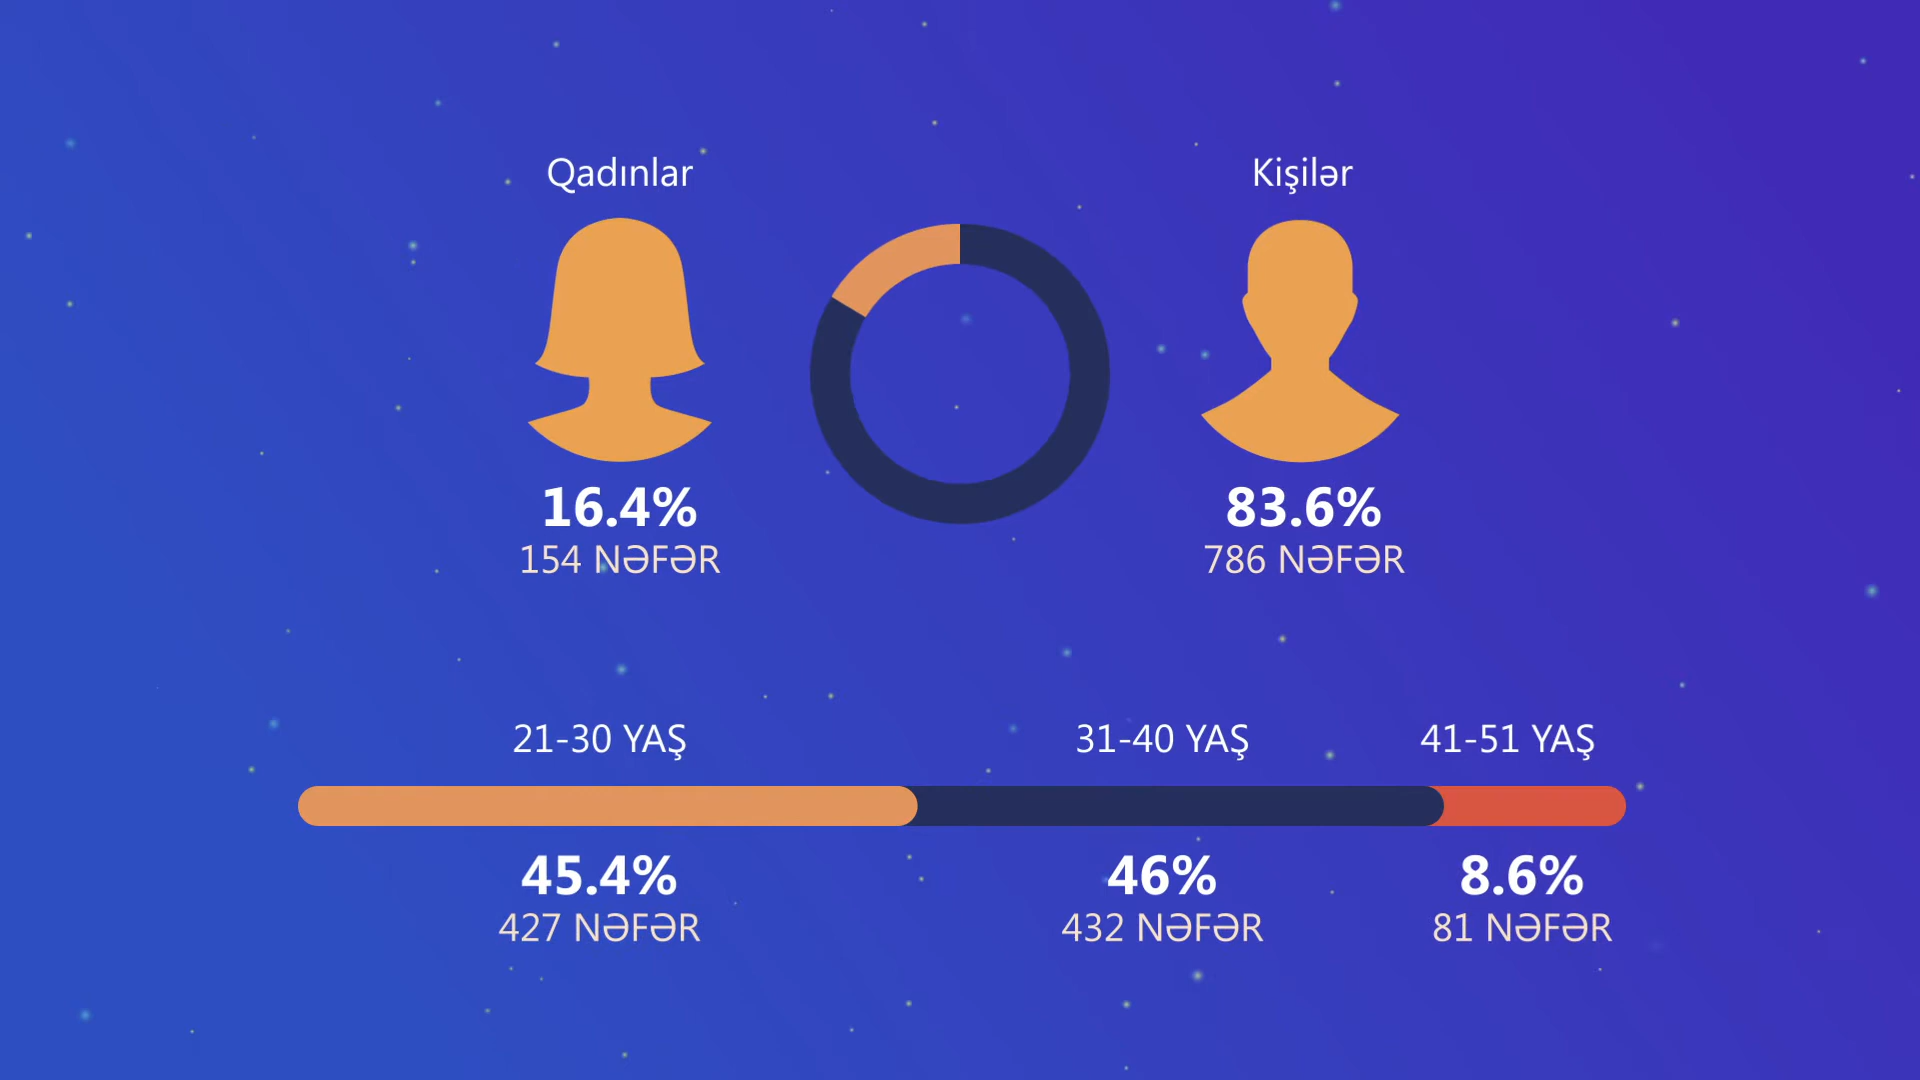 Qadınlar
Kişilər
16.4%
154 NƏFƏR
83.6%
786 NƏFƏR
21-30 YAŞ
31-40 YAŞ
41-51 YAŞ
45.4%
427 NƏFƏR
46%
432 NƏFƏR
8.6%
81 NƏFƏR